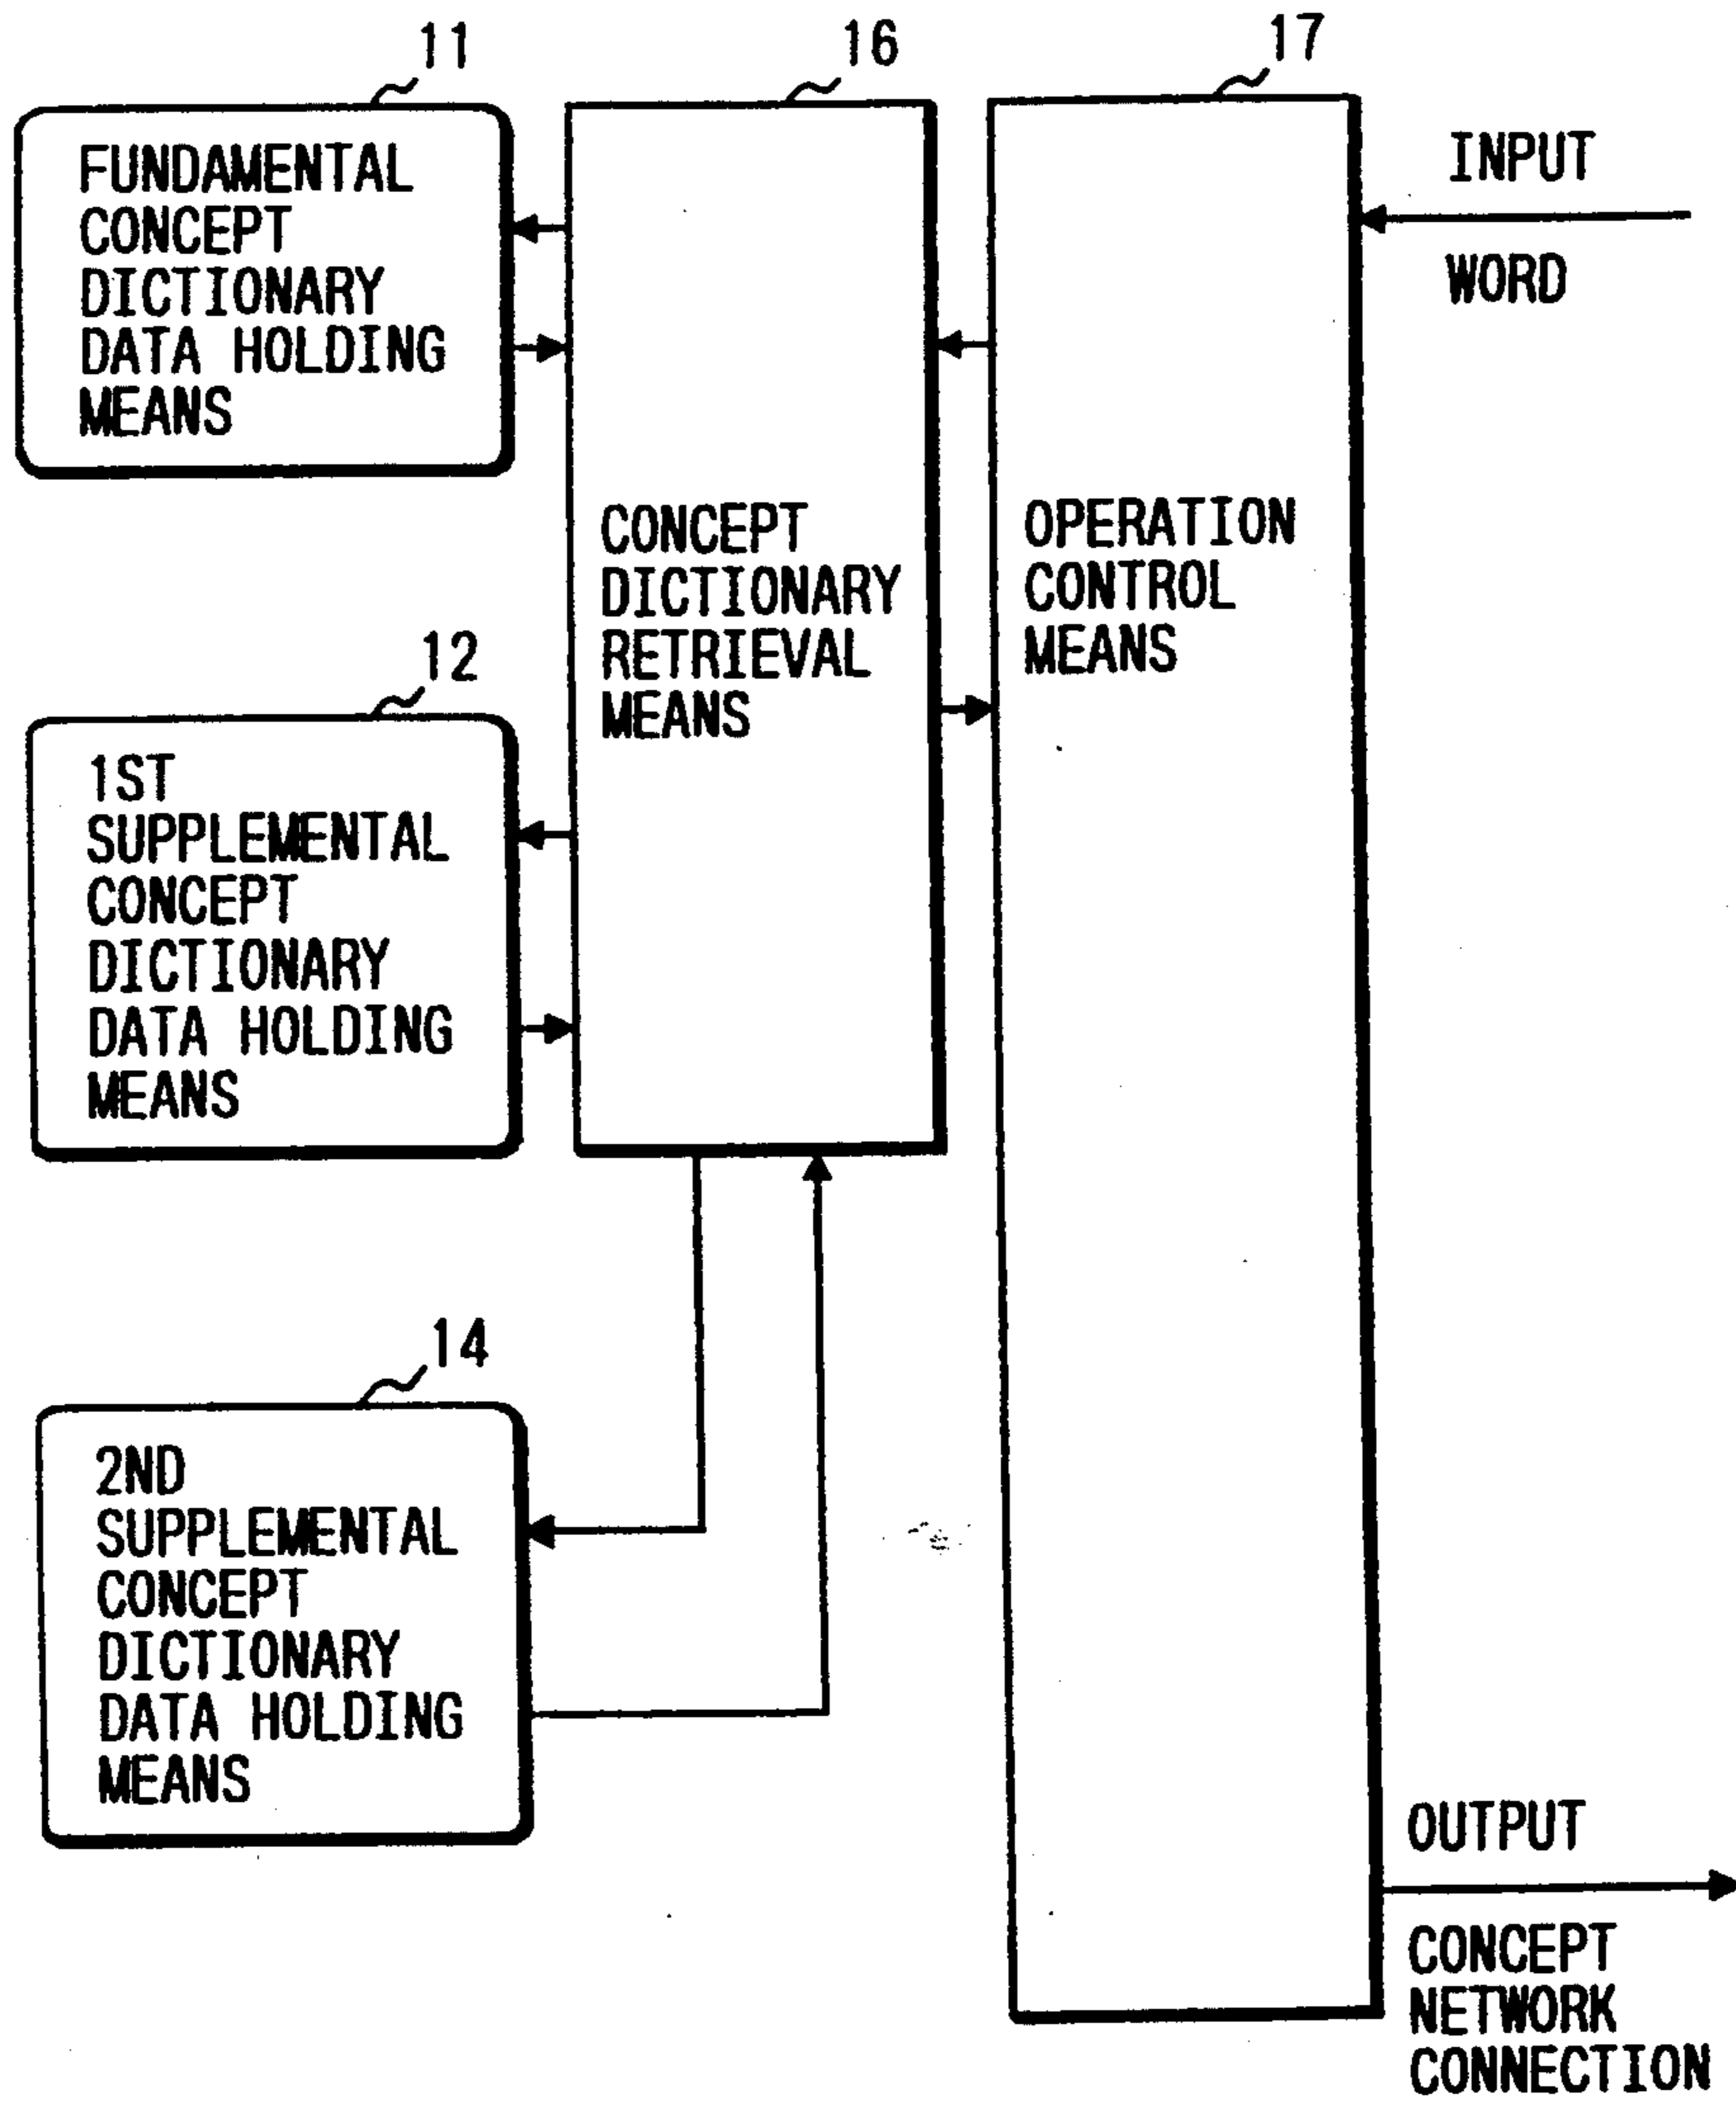 11
FUNDAMENTAL
CONCEPT
DICTIONARY
DATA HOLDING
MEANS
12
1ST
SUPPLEMENTAL
CONCEPT
DICTIONARY
DATA HOLDING
MEANS
14
2ND
SUPPLEMENTAL
CONCEPT
DICTIONARY
DATA HOLDING
MEANS
16
CONCEPT
DICTIONARY
RETRIEVAL
MEANS
17
OPERATION
CONTROL
MEANS
INPUT
WORD
OUTPUT
CONCEPT
NETWORK
CONNECTION